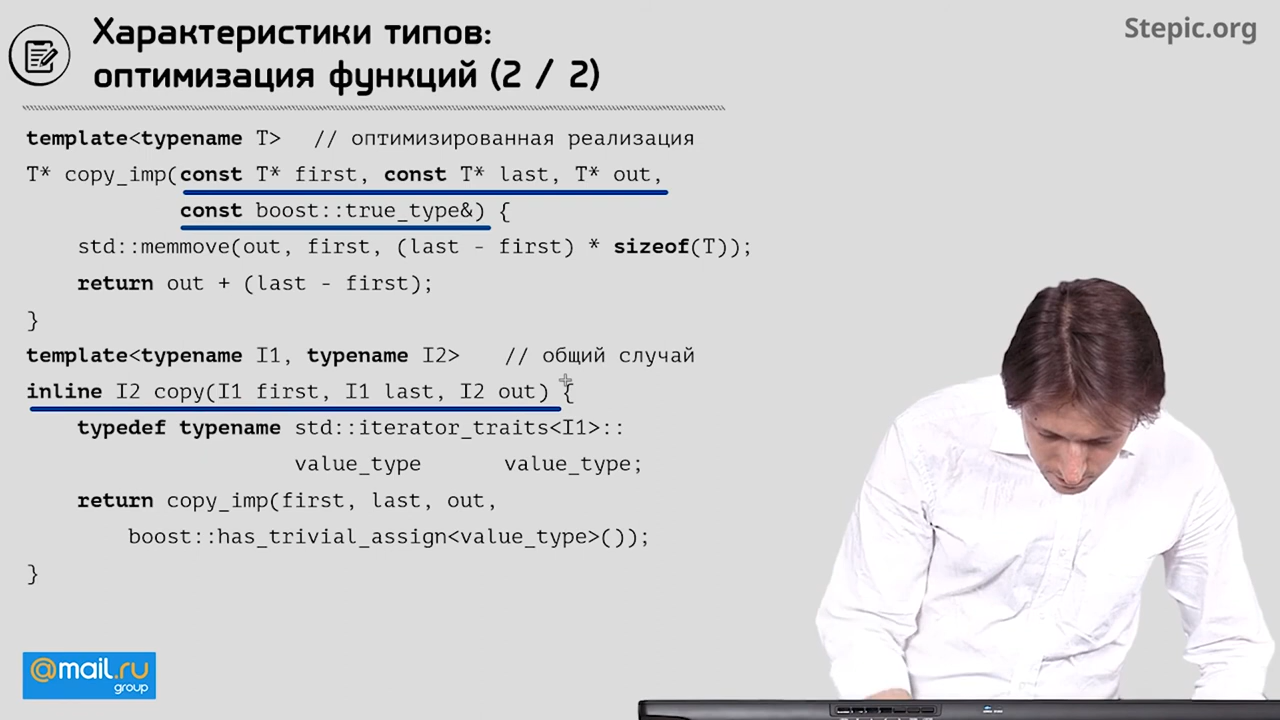 Характеристики типов:
оптимизация функций (2 / 2)
Stepic.org
template<typename T> // оптимизированная реализация
T* copy_imp(const T* first, const T* last, T* out,
const boost::true_type&) {
std::memmove(out, first, (last - first) * sizeof(T));
return out + (last - first);
}
template<typename I1, typename I2> // общий случай
inline I2 copy(I1 first, I1 last, I2 out) {
typedef typename std::iterator_traits<I1>::
value_type value_type;
return copy_imp(first, last, out,
boost::has_trivial_assign<value_type>());
}
@mail.ru
group